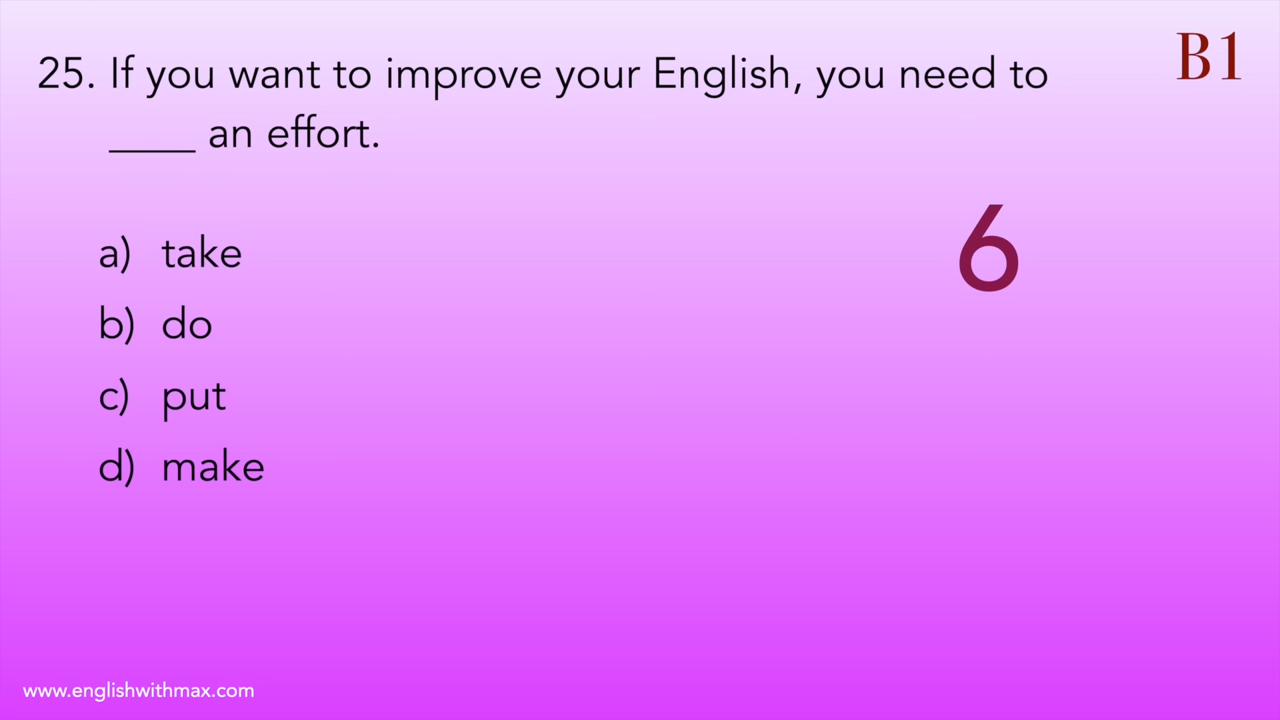 25. If you want to improve your English, you need to
_____ an effort.
B1
6
a) take
b) do
c) put
d) make
www.englishwithmax.com